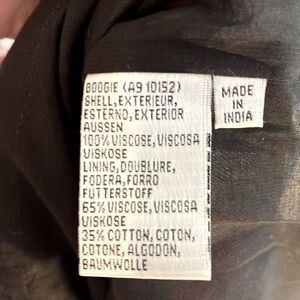 BOOGIE (A9 10152)
SHELL, EXTERIEUR,
ESTERNO, EXTERIOR
AUSSEN
100% VISCOSE, VISCOSA
VISKOSE
LINING, DOUBLURE,
FODERA, FORRO
FUTTERSTOFF
65% VISCOSE, VISCOSA
VISKOSE
35% COTTON, COTON,
COTONE, ALGODON,
BAUMWOLLE
MADE
IN
INDIA